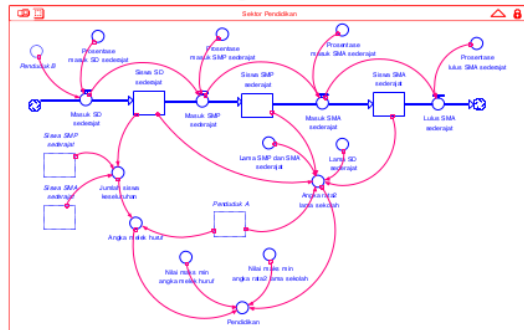 Sektor Pendidikan
Penduduk B
Prosentase
masuk SD sederajat
Prosentase
masuk SMP sederajat
Prosentase
masuk SMA sederajat
Prosentase
lulus SMA sederajat
Siswa SD
sederajat
Siswa SMP
sederajat
Siswa SMA
sederajat
Masuk SD
sederajat
Masuk SMP
sederajat
Masuk SMA
sederajat
Lulus SMA
sederajat
Siswa SMP
sederajat
Siswa SMA
sederajat
Jumlah siswa
keseluruhan
Lama SMP dan SMA
sederajat
Lama SD
sederajat
Angka rata2
lama sekolah
Penduduk A
Angka melek huruf
Nilai maks min
angka melek huruf
Nilai maks min
angka rata2 lama sekolah
Pendidikan